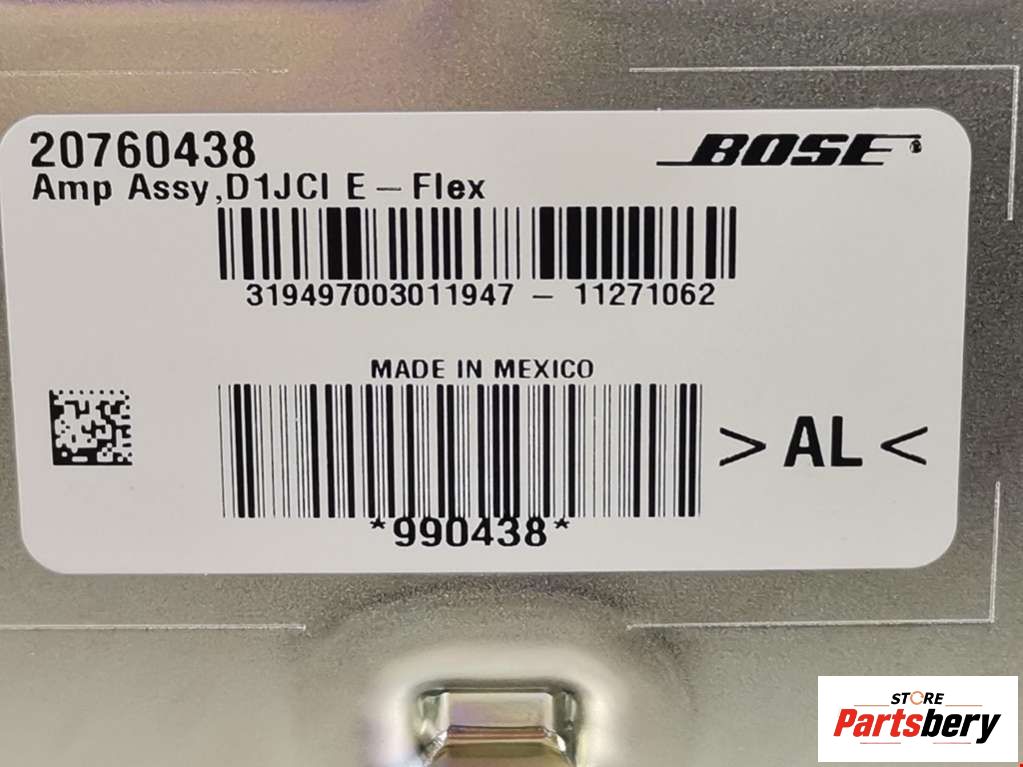 20760438
BOSE
Amp Assy,D1JCI E-Flex
319497003011947 - 11271062
MADE IN MEXICO
> AL <
*990438*
STORE
Partsbery